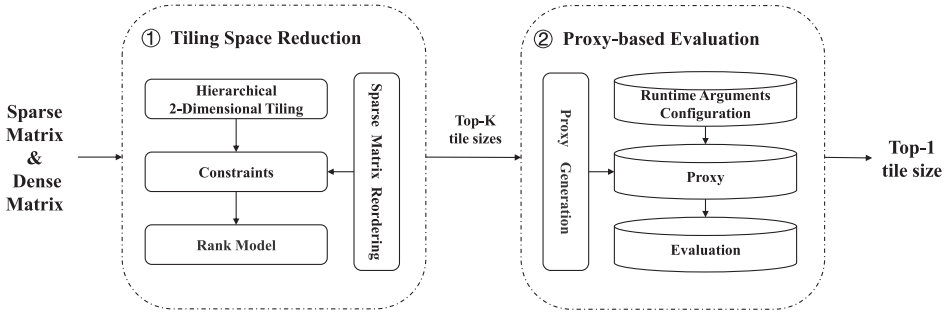 Sparse
Matrix
&
Dense
Matrix
① Tiling Space Reduction
Hierarchical
2-Dimensional Tiling
Constraints
Rank Model
Sparse Matrix Reordering
Top-K
tile sizes
② Proxy-based Evaluation
Proxy Generation
Runtime Arguments
Configuration
Proxy
Evaluation
Top-1
tile size